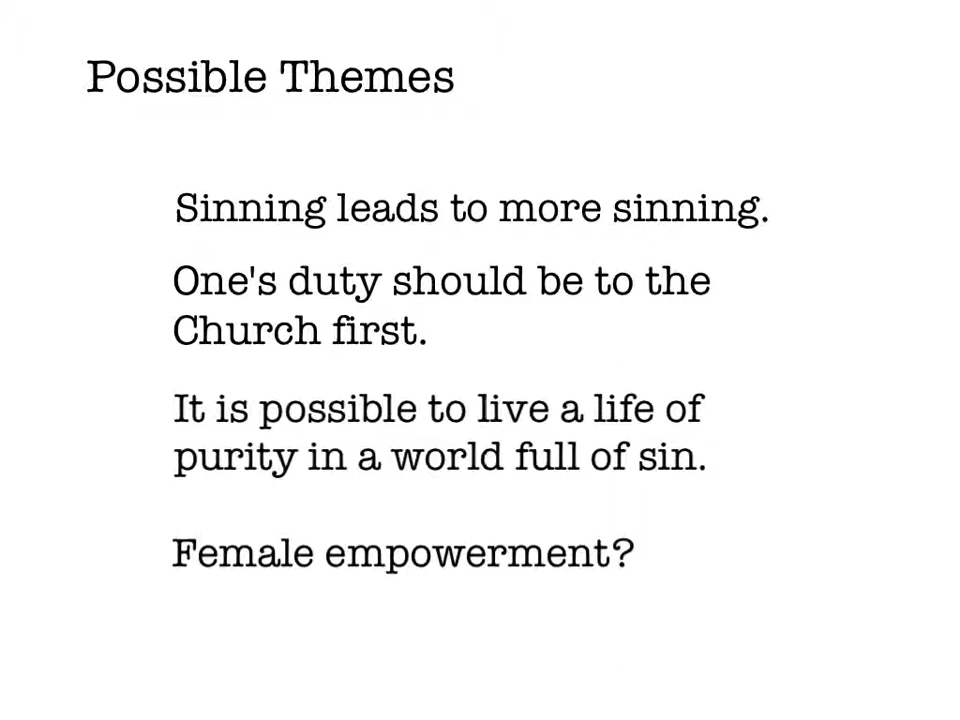 Possible Themes
Sinning leads to more sinning.
One's duty should be to the
Church first.
It is possible to live a life of
purity in a world full of sin.
Female empowerment?